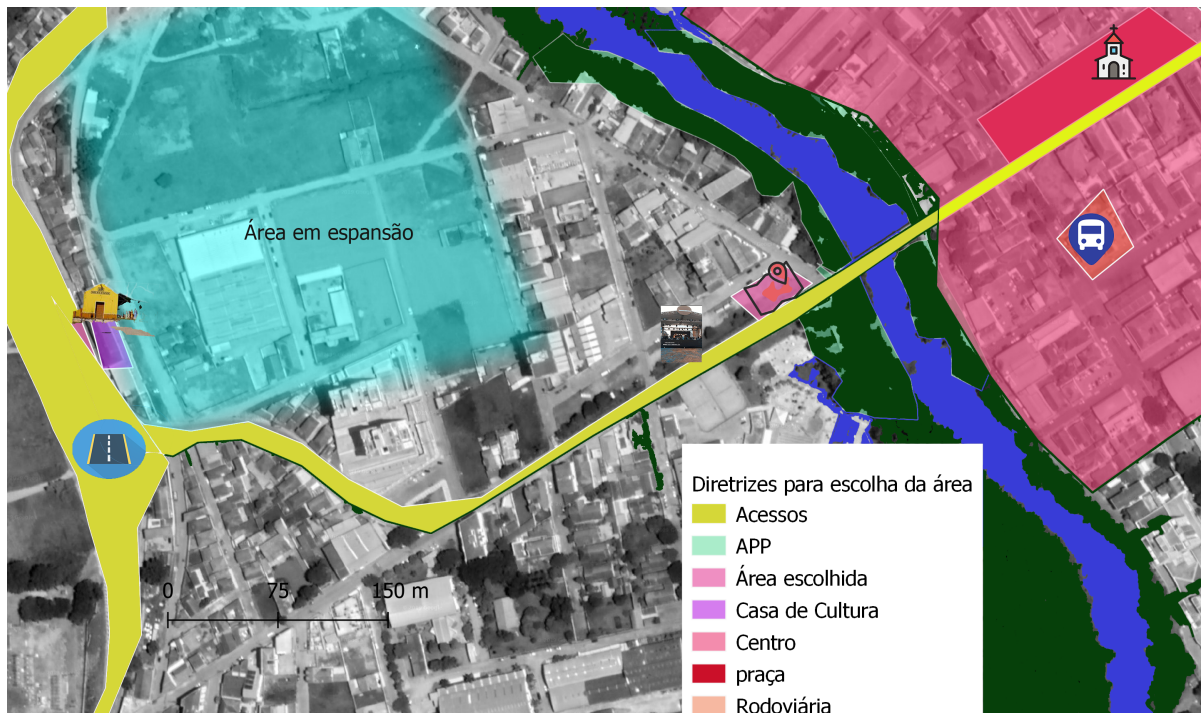 Área em espansão
0 75 150 m
Diretrizes para escolha da área
Acessos
APP
Área escolhida
Casa de Cultura
Centro
praça
Rodoviária